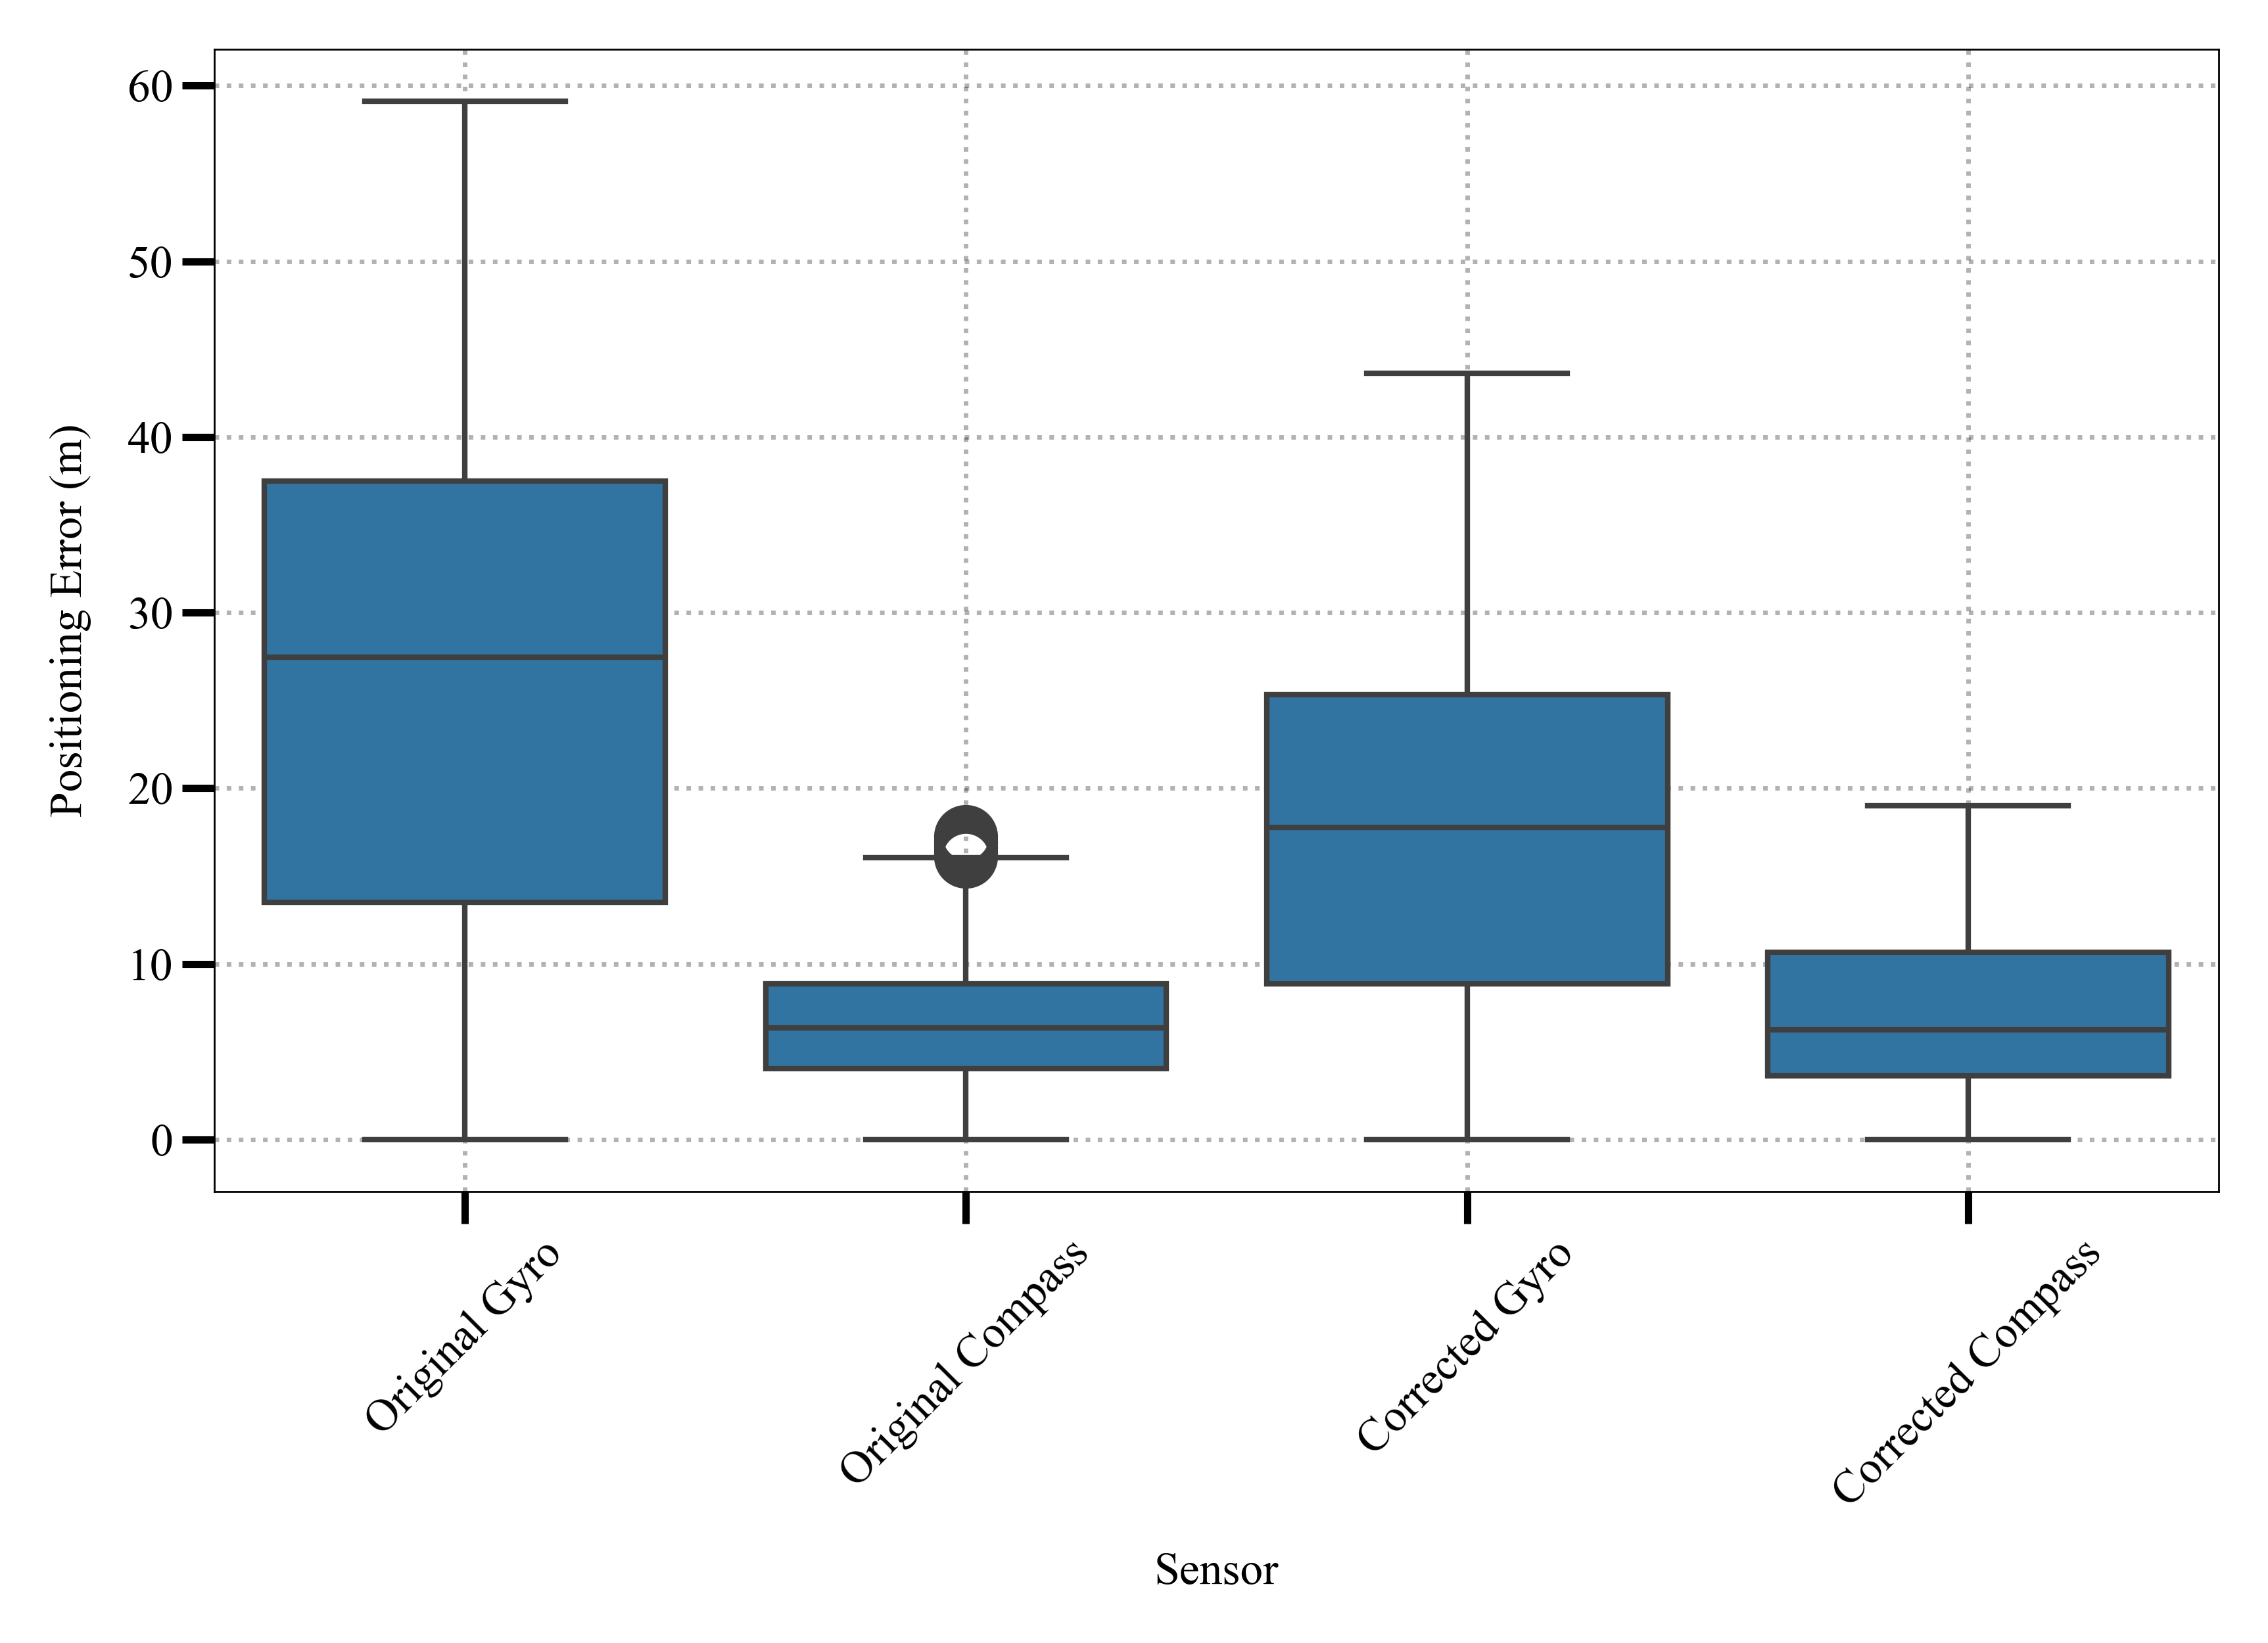 Positioning Error (m)
60
50
40
30
20
10
0
Original Gyro
Original Compass
Corrected Gyro
Corrected Compass
Sensor